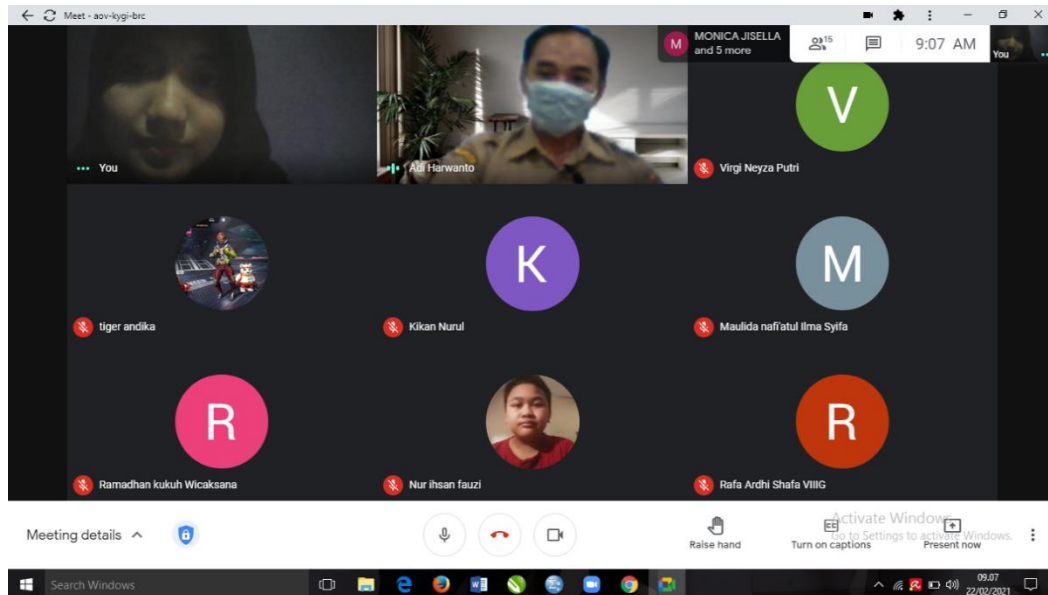 Meet - aov-kygi-brc
MONICA JISELLA
and 5 more
M
15
9:07 AM
You
You
Adi Harwanto
V
Virgi Neyza Putri
tiger andika
K
Kikan Nurul
M
Maulida nafi'atul Ilma Syifa
R
Ramadhan kukuh Wicaksana
Nur ihsan fauzi
R
Rafa Ardhi Shafa VIIIG
Meeting details
Raise hand
CC
Turn on captions
Present now
Activate Windows
Go to Settings to activate Windows.
Search Windows
09.07
22/02/2021